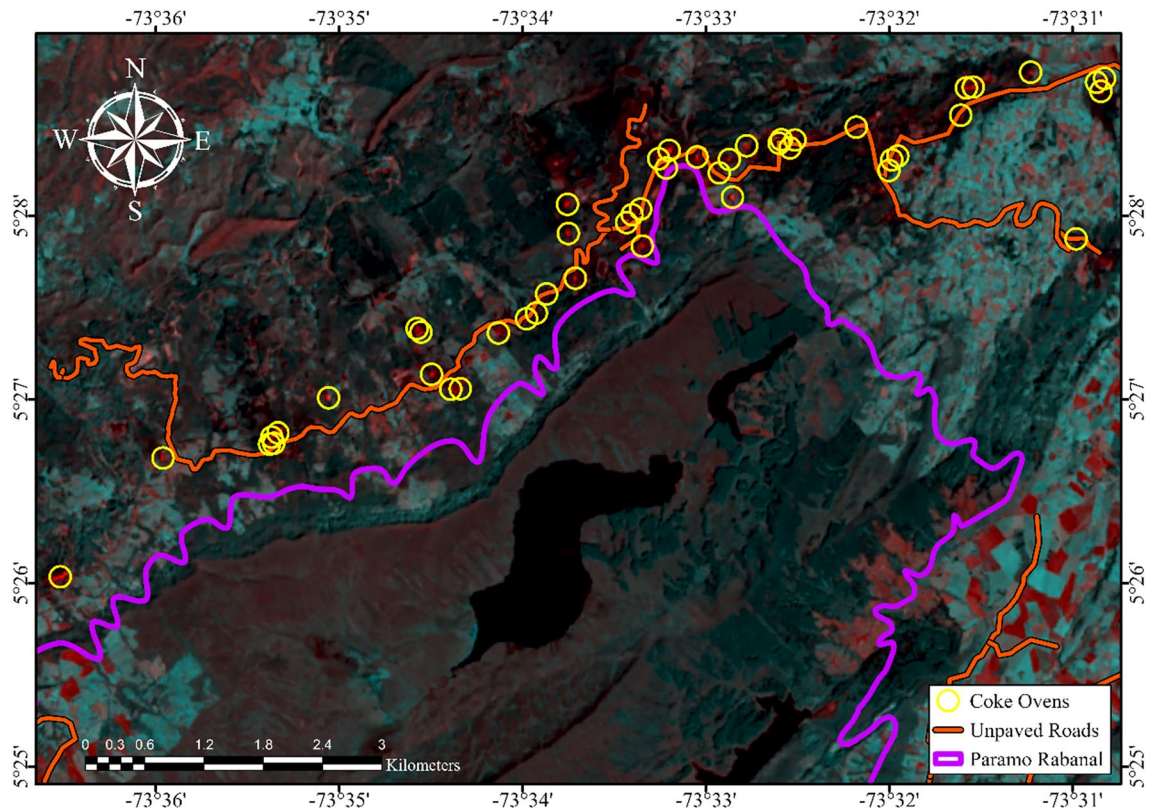 -73°36' -73°35' -73°34' -73°33' -73°32' -73°31'
N
W E
S
5°28' 5°28'
5°27' 5°27'
5°26' 5°26'
5°25' 5°25'
Coke Ovens
Unpaved Roads
Paramo Rabanal
0 0.3 0.6 1.2 1.8 2.4 3
Kilometers
-73°36' -73°35' -73°34' -73°33' -73°32' -73°31'